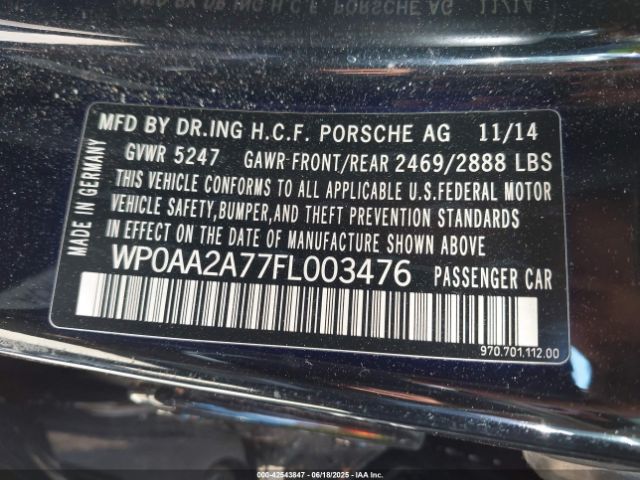 MFD BY DR.ING H.C.F. PORSCHE AG 11/14
GVWR 5247 GAWR-FRONT/REAR 2469/2888 LBS
THIS VEHICLE CONFORMS TO ALL APPLICABLE U.S.FEDERAL MOTOR
VEHICLE SAFETY,BUMPER,AND THEFT PREVENTION STANDARDS
IN EFFECT ON THE DATE OF MANUFACTURE SHOWN ABOVE
WP0AA2A77FL003476 PASSENGER CAR
MADE IN GERMANY
970.701.112.00
000-42543847 - 06/18/2025 - IAA Inc.